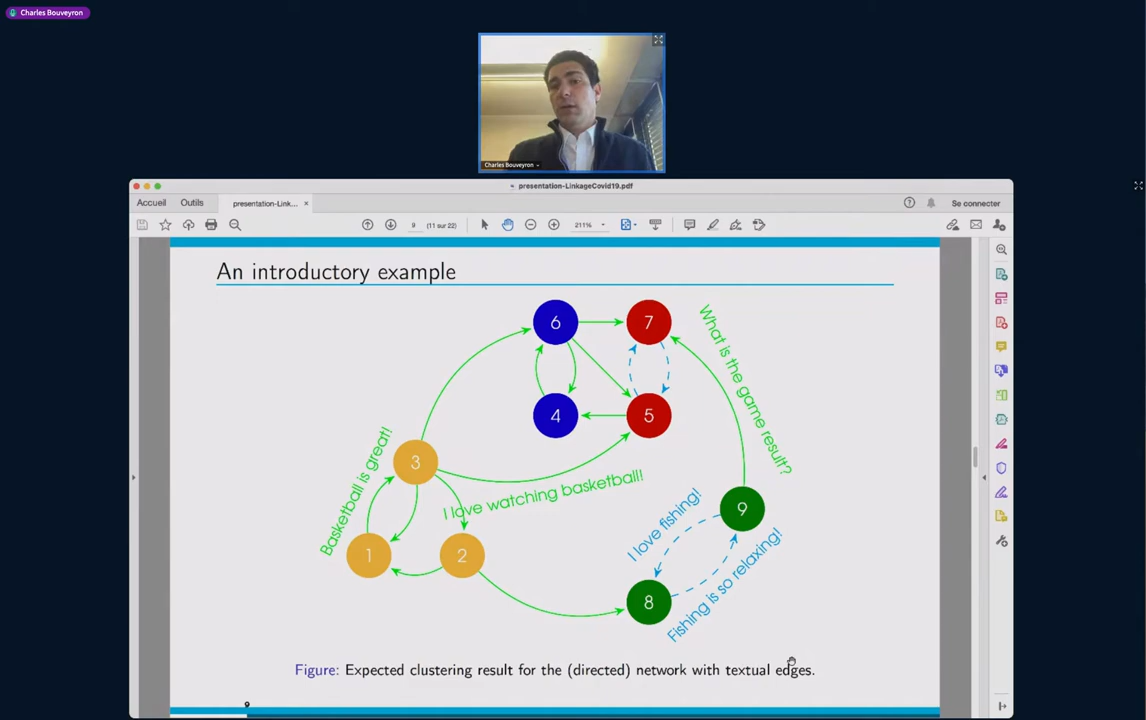 Charles Bouveyron
Charles Bouveyron
presentation-LinkageCovid19.pdf
Accueil Outils presentation-Link... × Se connecter
9 (11 sur 22) 211%
An introductory example
6
7
What is the game result?
4
5
Basketball is great!
3
I love watching basketball!
I love fishing!
9
1
2
Fishing is so relaxing!
8
Figure: Expected clustering result for the (directed) network with textual edges.
9